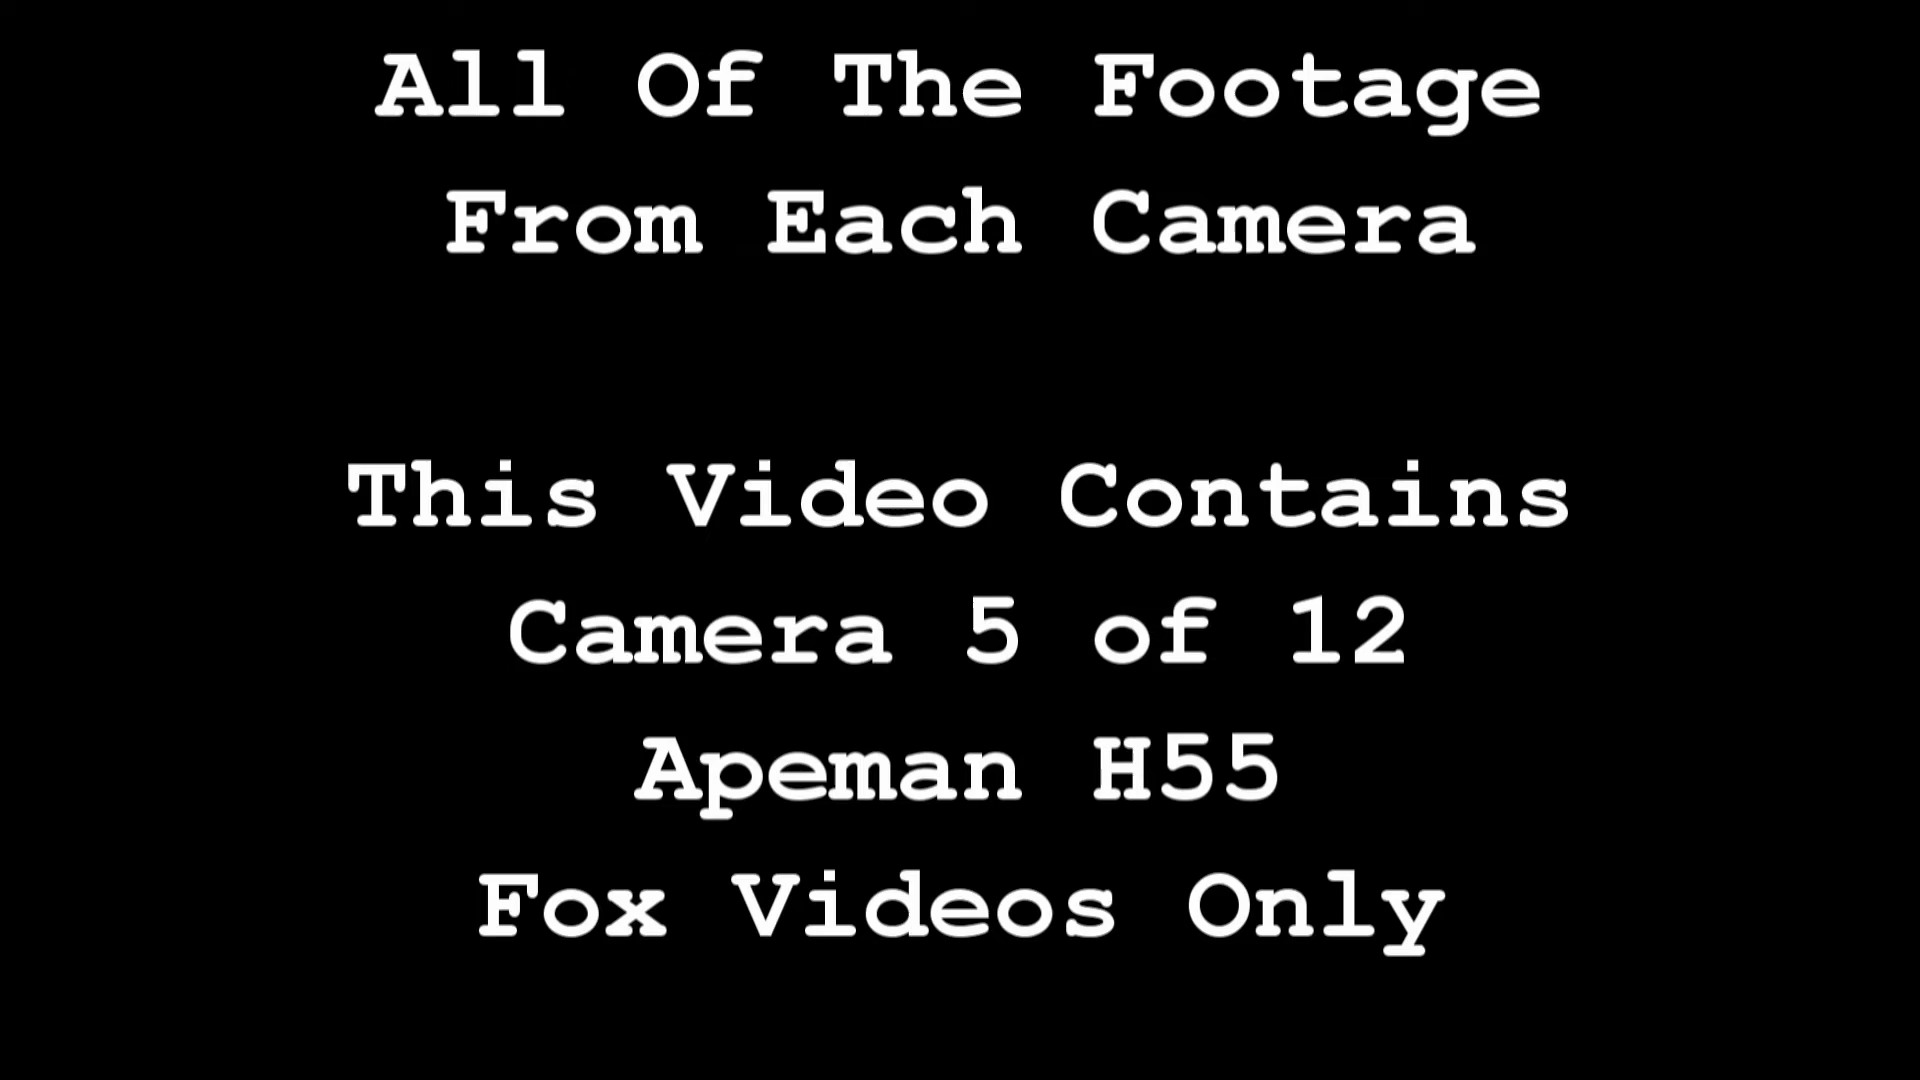 All Of The Footage
From Each Camera
This Video Contains
Camera 5 of 12
Apeman H55
Fox Videos Only